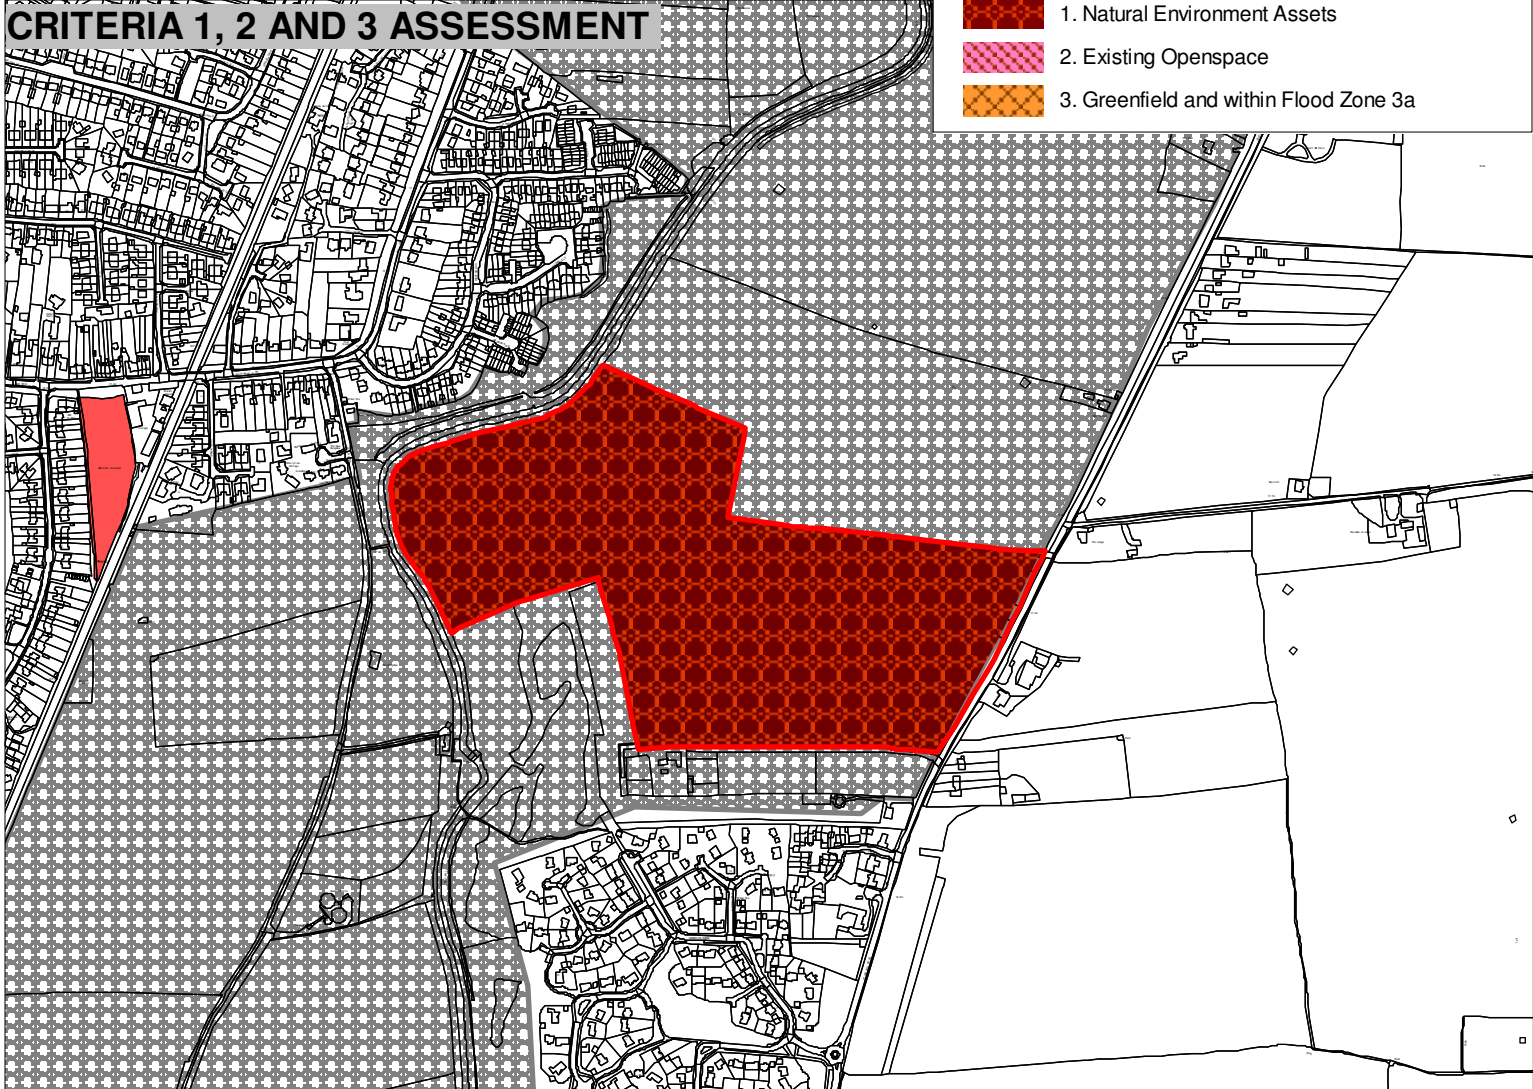 CRITERIA 1, 2 AND 3 ASSESSMENT
1. Natural Environment Assets
2. Existing Openspace
3. Greenfield and within Flood Zone 3a